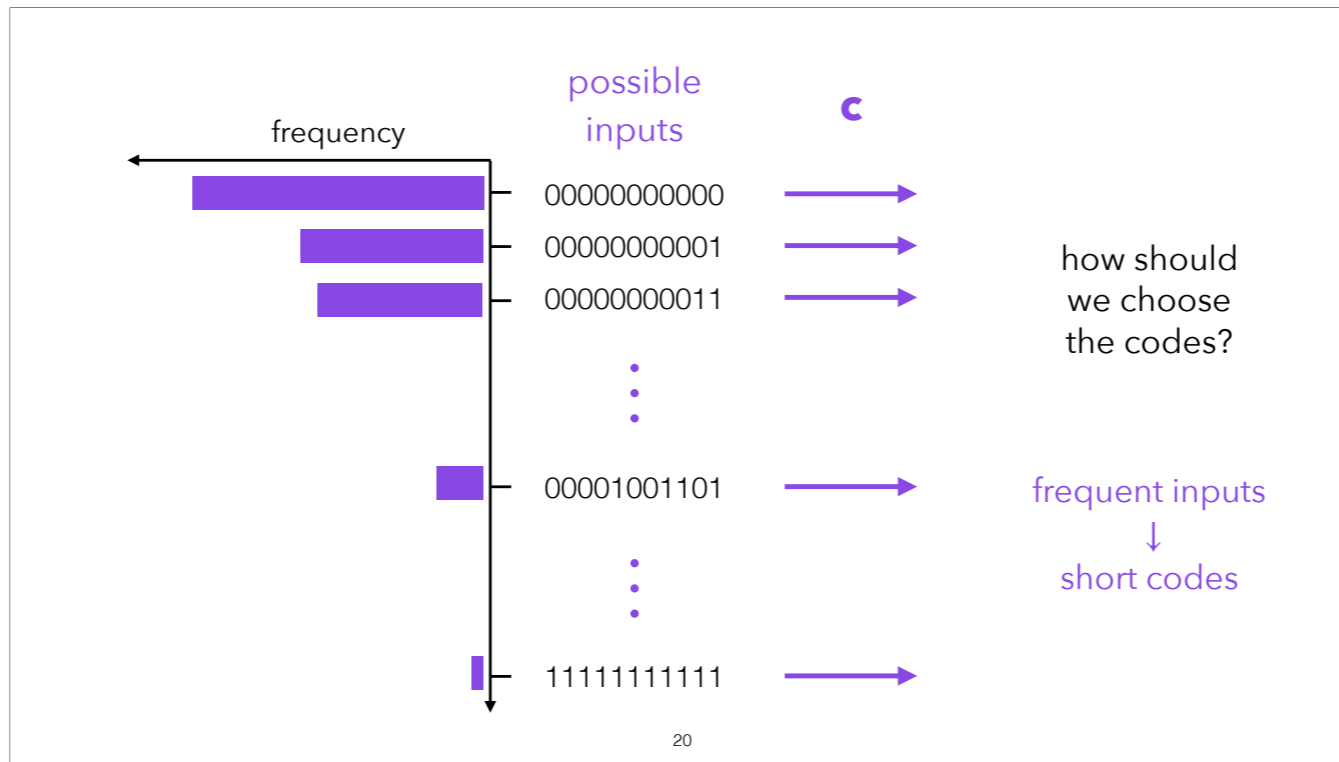 possible
inputs
c
frequency
00000000000
00000000001
00000000011
how should
we choose
the codes?
00001001101
frequent inputs
↓
short codes
11111111111
20